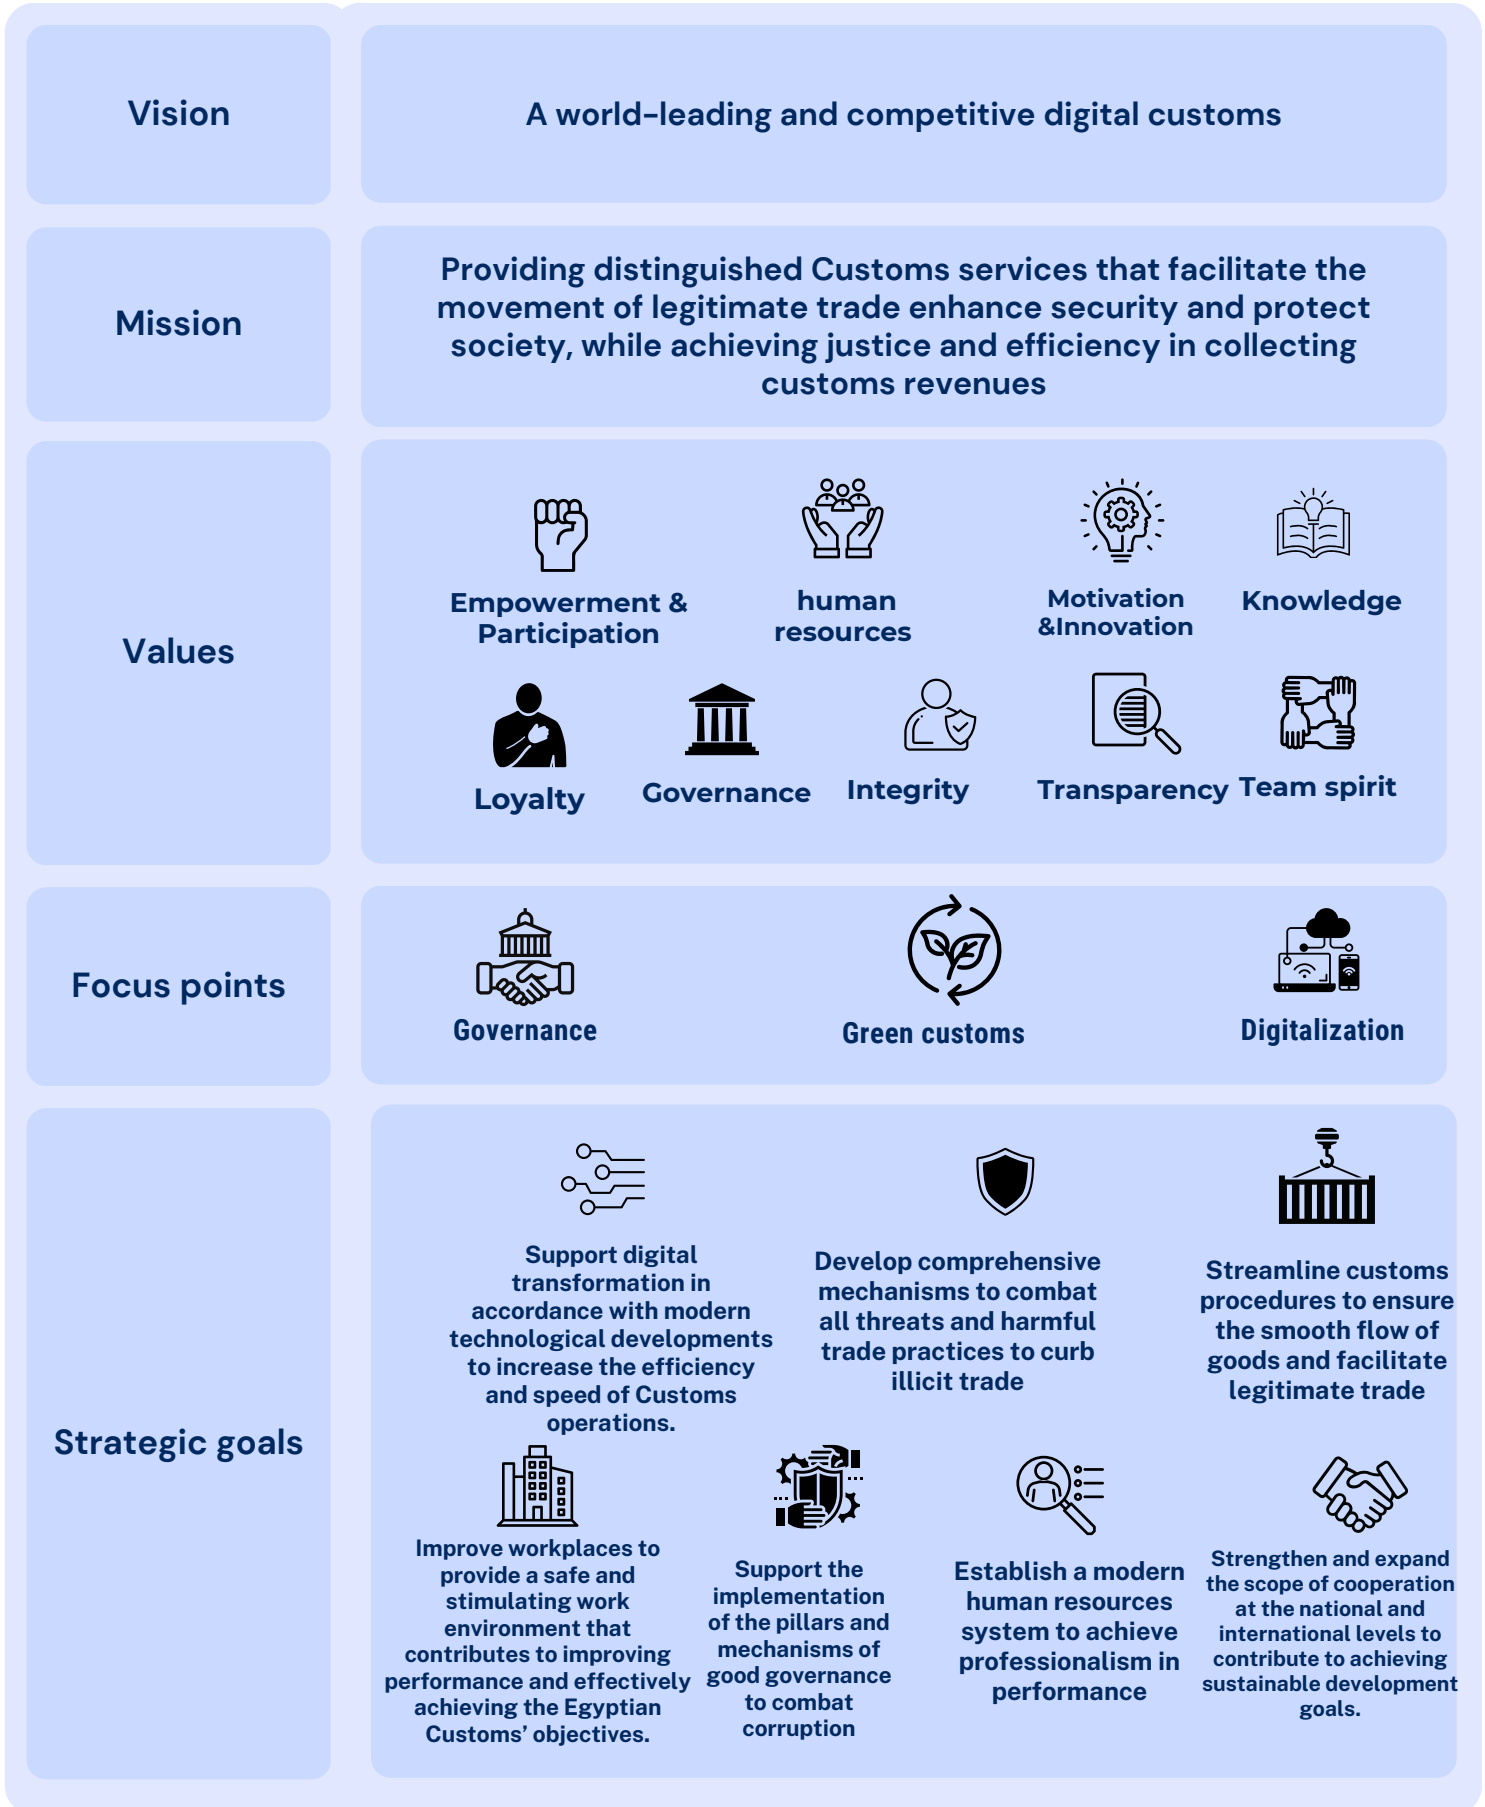 Vision
A world-leading and competitive digital customs
Mission
Providing distinguished Customs services that facilitate the
movement of legitimate trade enhance security and protect
society, while achieving justice and efficiency in collecting
customs revenues
Values
Empowerment &
Participation
human
resources
Motivation
&Innovation
Knowledge
Loyalty
Governance
Integrity
Transparency
Team spirit
Focus points
Governance
Green customs
Digitalization
Strategic goals
Support digital
transformation in
accordance with modern
technological developments
to increase the efficiency
and speed of Customs
operations.
Develop comprehensive
mechanisms to combat
all threats and harmful
trade practices to curb
illicit trade
Streamline customs
procedures to ensure
the smooth flow of
goods and facilitate
legitimate trade
Improve workplaces to
provide a safe and
stimulating work
environment that
contributes to improving
performance and effectively
achieving the Egyptian
Customs’ objectives.
Support the
implementation
of the pillars and
mechanisms of
good governance
to combat
corruption
Establish a modern
human resources
system to achieve
professionalism in
performance
Strengthen and expand
the scope of cooperation
at the national and
international levels to
contribute to achieving
sustainable development
goals.